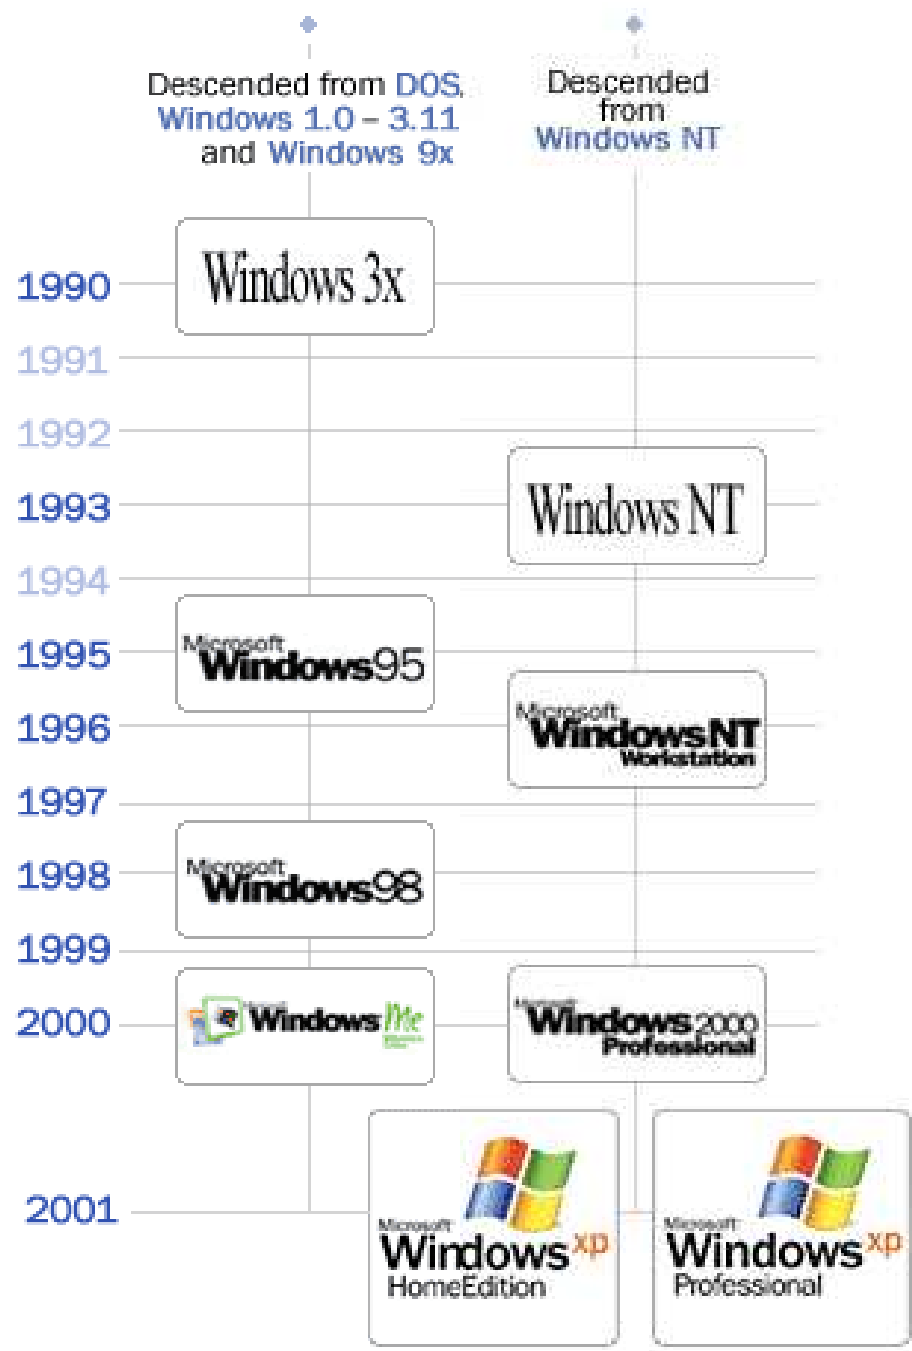 Descended from DOS,
Windows 1.0 – 3.11
and Windows 9x
Descended
from
Windows NT
1990
Windows 3x
1991
1992
1993
Windows NT
1994
1995
Microsoft
Windows95
1996
Microsoft
WindowsNT
Workstation
1997
1998
Microsoft
Windows98
1999
2000
Windows Me
Microsoft
Windows 2000
Professional
2001
Microsoft
Windows xp
HomeEdition
Microsoft
Windows xp
Professional